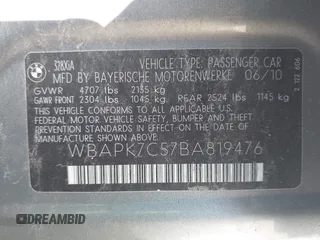 BMW
328XiA
VEHICLE TYPE: PASSENGER CAR
MFD BY BAYERISCHE MOTORENWERKE 06/10
GVWR 4707 lbs 2135 kg
GAWR FRONT 2304 lbs 1045 kg REAR 2524 lbs 1145 kg
THIS VEHICLE CONFORMS TO ALL APPLICABLE
FEDERAL MOTOR VEHICLE SAFETY, BUMPER,
AND THEFT PREVENTION STANDARDS IN EFFECT
ON THE DATE OF MANUFACTURE SHOWN ABOVE.
WBAPK7C57BA819476
DREAMBID